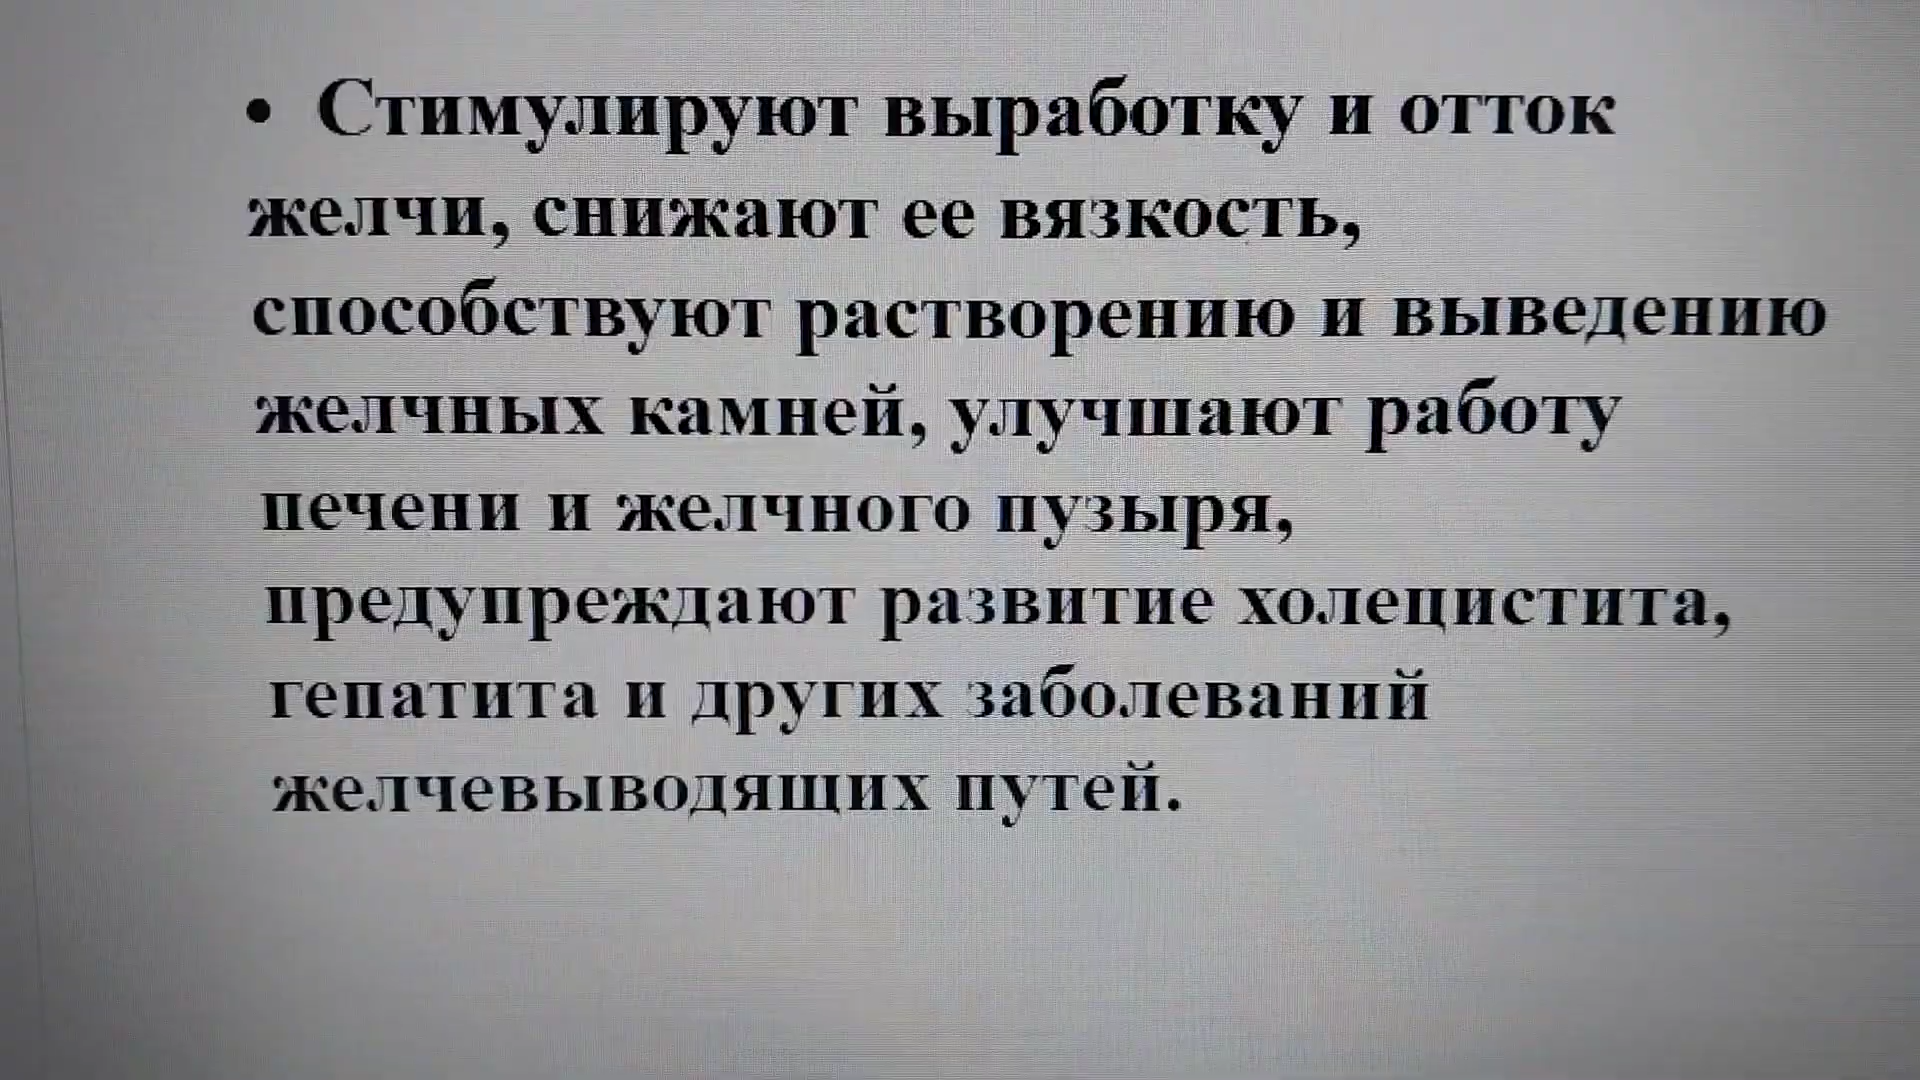 • Стимулируют выработку и отток
желчи, снижают ее вязкость,
способствуют растворению и выведению
желчных камней, улучшают работу
печени и желчного пузыря,
предупреждают развитие холецистита,
гепатита и других заболеваний
желчевыводящих путей.